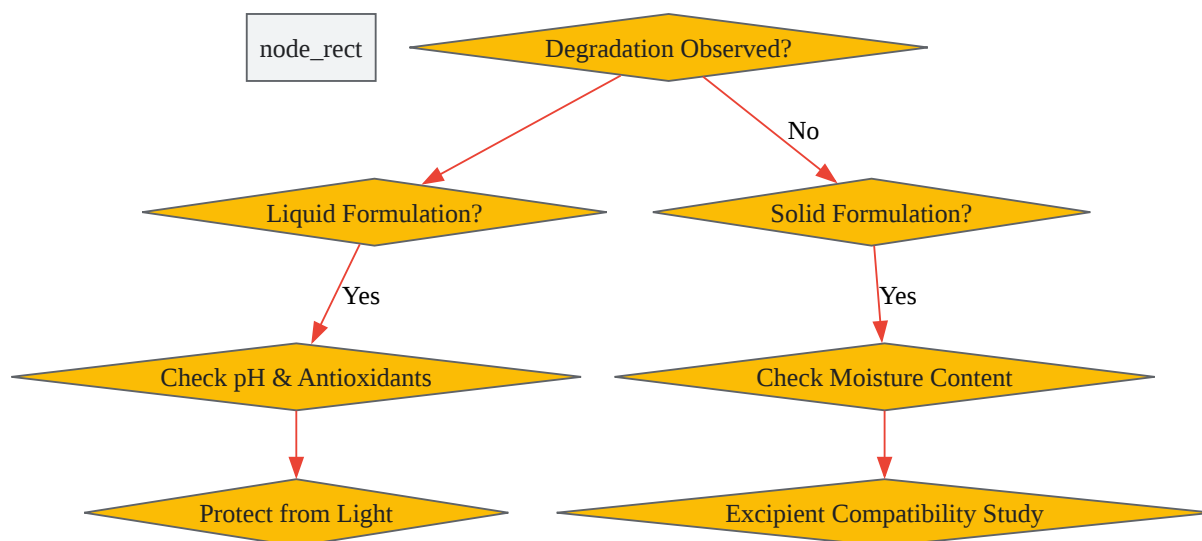 node_rect
Degradation Observed?
No
Liquid Formulation?
Solid Formulation?
Yes
Yes
Check pH & Antioxidants
Check Moisture Content
Protect from Light
Excipient Compatibility Study